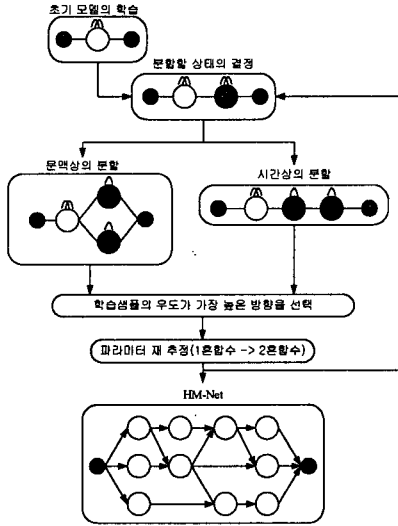 초기 모델의 학습
분할할 상태의 결정
문맥상의 분할
시간상의 분할
학습샘플의 우도가 가장 높은 방향을 선택
파라미터 재 추정(1혼합수 -> 2혼합수)
HM-Net